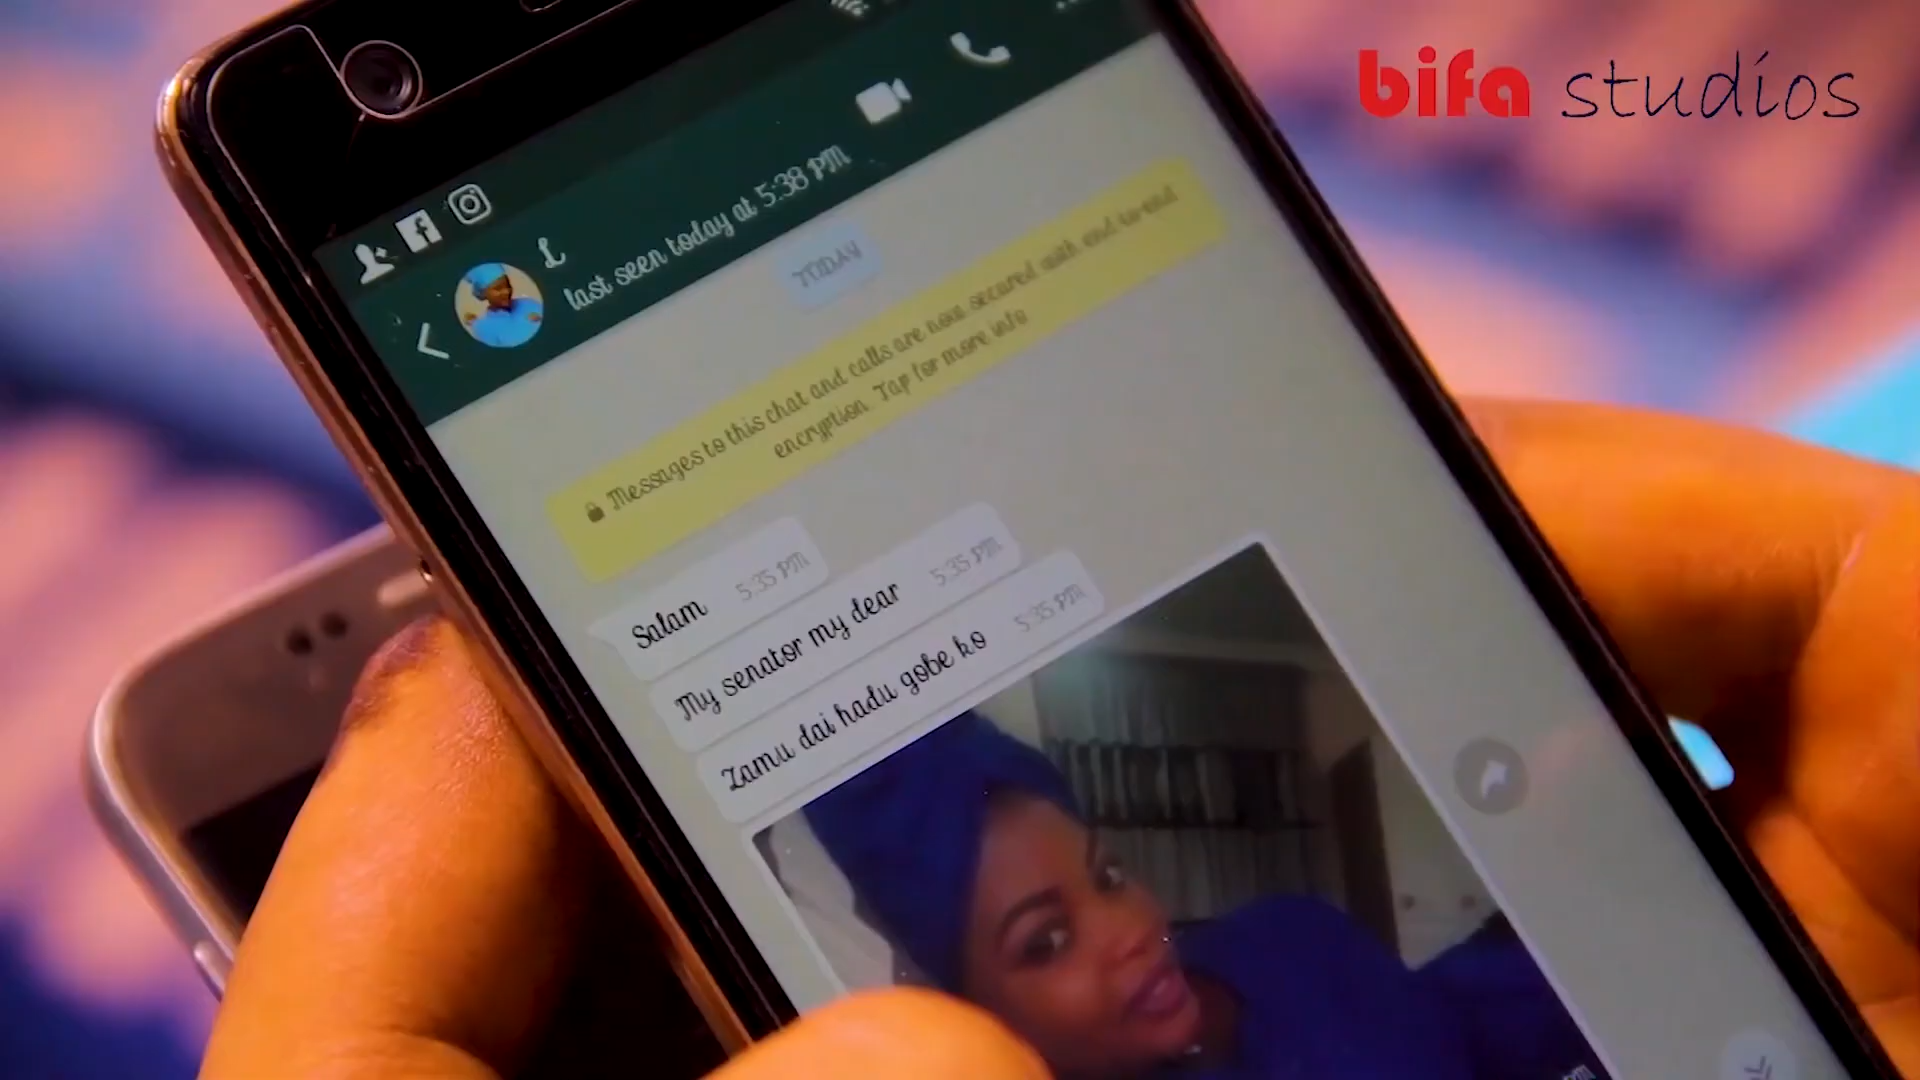 bifa studios
L
last seen today at 5:38 PM
TODAY
Messages to this chat and calls are now secured with end-to-end
encryption. Tap for more info
Salam 5:35 PM
My senator my dear 5:35 PM
Zamu dai hadu gobe ko 5:35 PM
PM